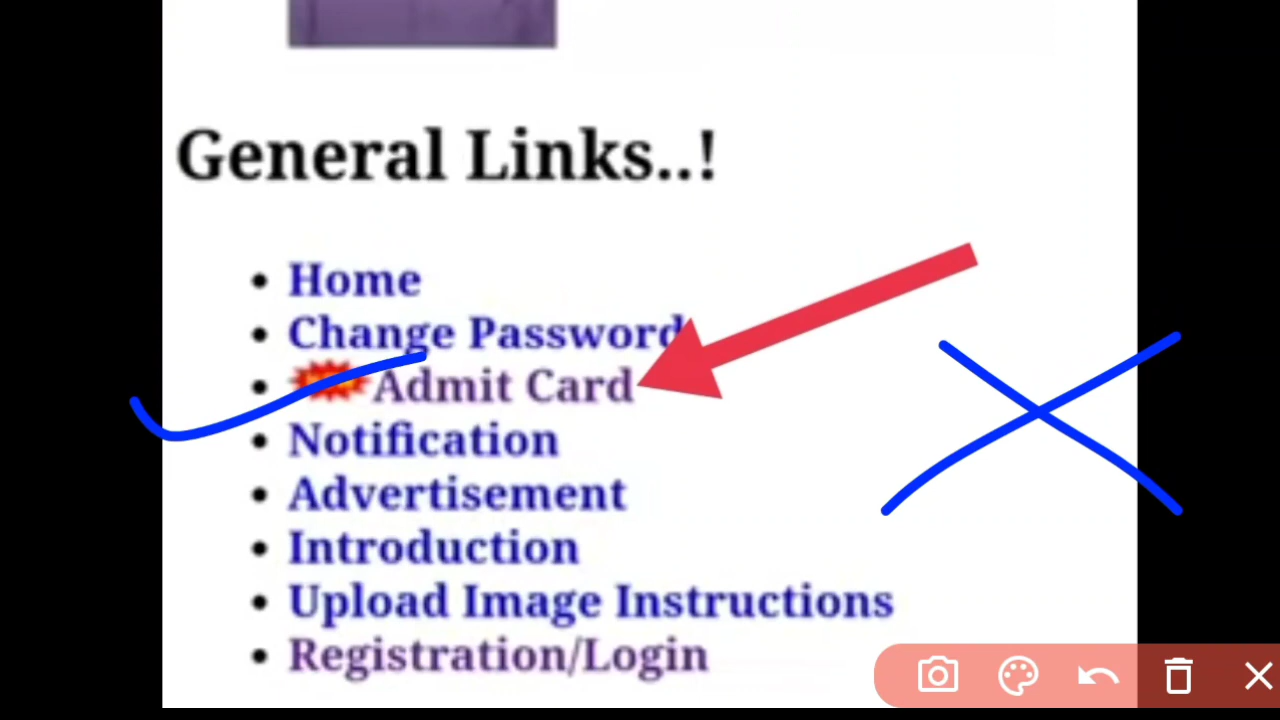 General Links..!
Home
Change Password
Admit Card
Notification
Advertisement
Introduction
Upload Image Instructions
Registration/Login